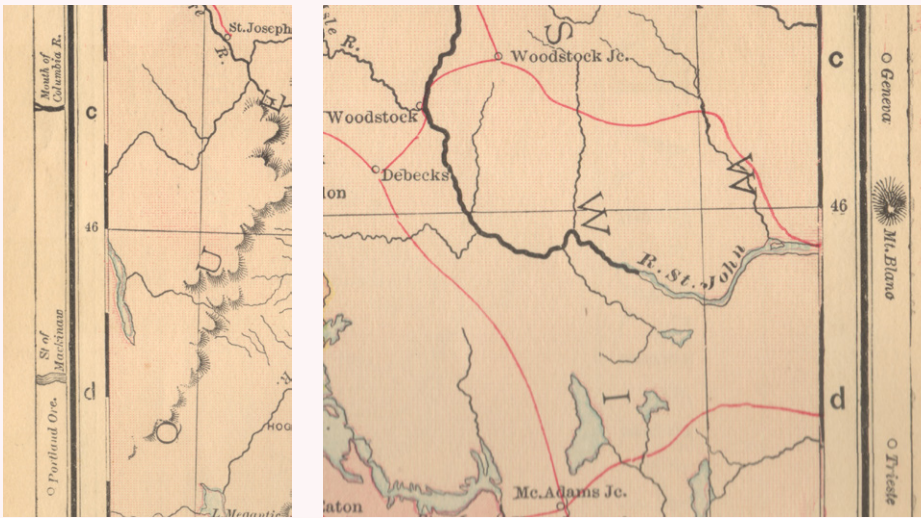 Mouth of
Columbia R.
St of
Mackinaw
Portland Ore.
c
46
d
St. Joseph
R.
U
O
HOG
L. Megantic
R.
S
Woodstock Jc.
Woodstock
Debecks
R.
W
W
R. St. John
I
Mc. Adams Jc.
eaton
c
46
d
Geneva
Mt. Blanc
Trieste